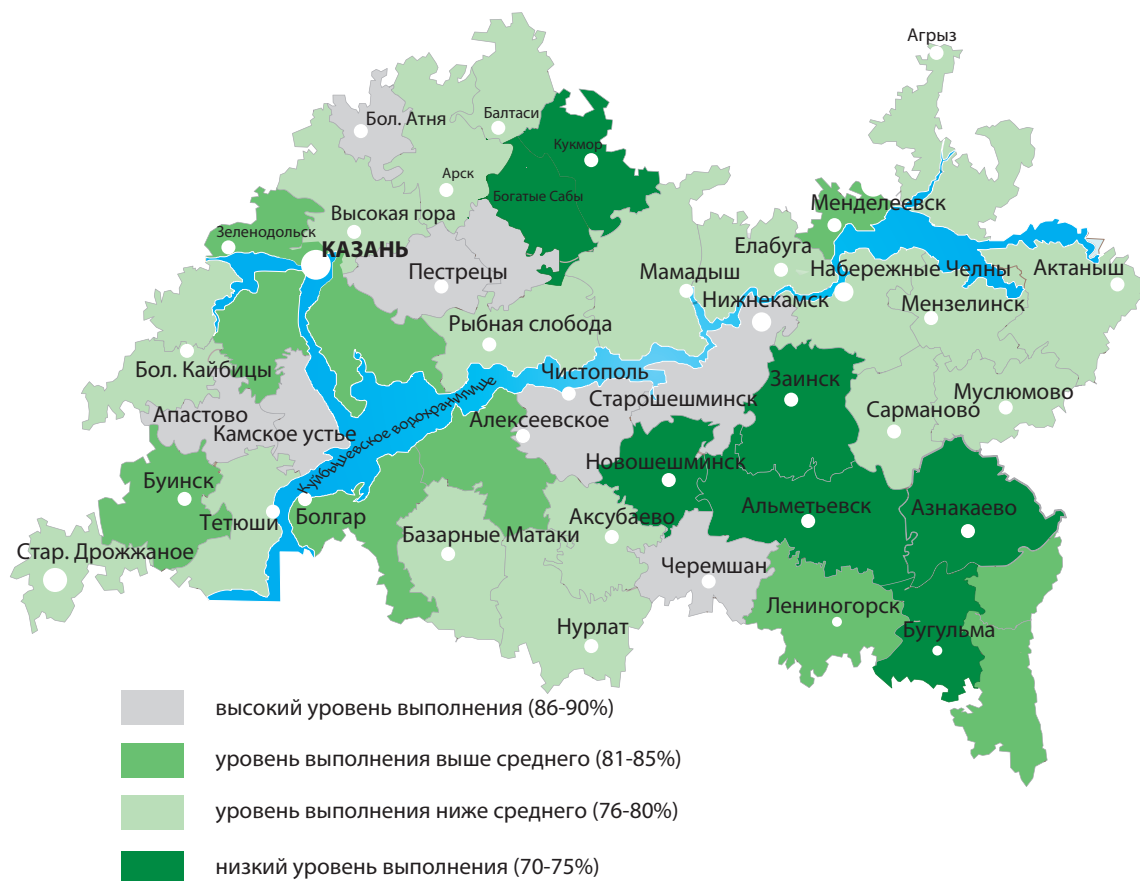 Агрыз
Бол. Атня
Балтаси
Кукмор
Арск
Богатые Сабы
Высокая гора
Менделеевск
Зеленодольск
КАЗАНЬ
Елабуга
Пестрецы
Мамадыш
Набережные Челны
Актаныш
Нижнекамск
Мензелинск
Рыбная слобода
Бол. Кайбицы
Чистополь
Заинск
Куйбышевское водохранилище
Старошешминск
Муслюмово
Апастово
Алексеевское
Сарманово
Камское устье
Новошешминск
Буинск
Альметьевск
Азнакаево
Тетюши
Болгар
Аксубаево
Базарные Матаки
Стар. Дрожжаное
Черемшан
Лениногорск
Нурлат
Бугульма
высокий уровень выполнения (86-90%)
уровень выполнения выше среднего (81-85%)
уровень выполнения ниже среднего (76-80%)
низкий уровень выполнения (70-75%)